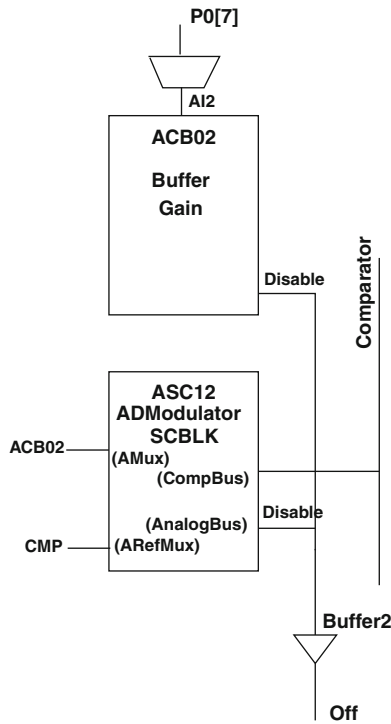 P0[7]
AI2
ACB02
Buffer
Gain
Disable
Comparator
ASC12
ADModulator
SCBLK
ACB02
(AMux)
(CompBus)
Disable
(AnalogBus)
CMP
(ARefMux)
Buffer2
Off